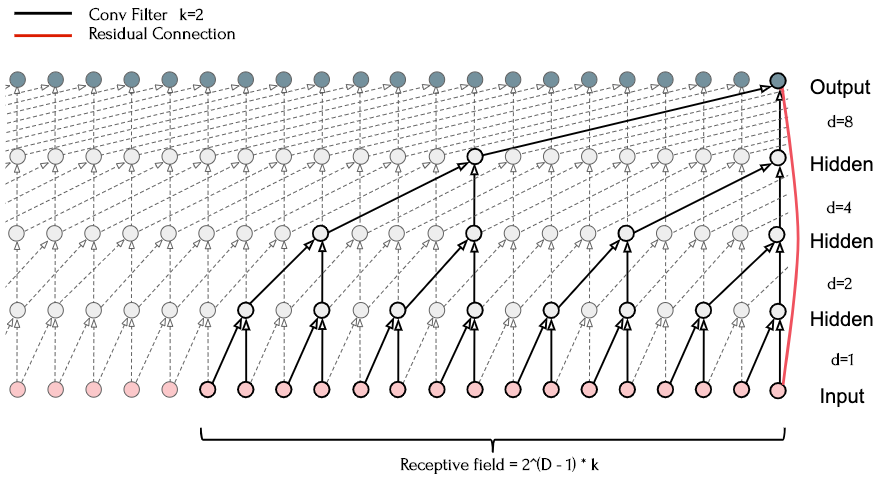 Conv Filter k=2
Residual Connection
Output
d=8
Hidden
d=4
Hidden
d=2
Hidden
d=1
Input
Receptive field = 2^(D - 1) * k